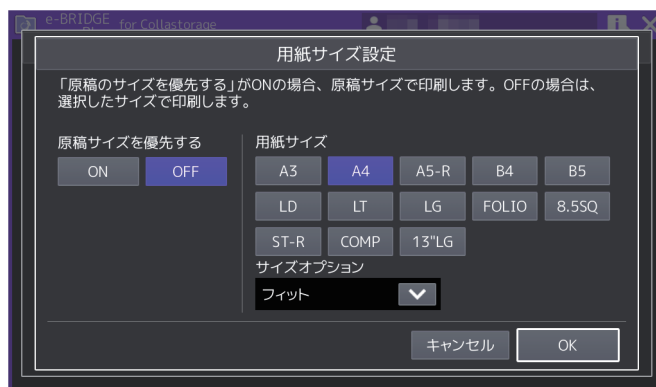 e-BRIDGE
for Collastorage
用紙サイズ設定
「原稿のサイズを優先する」がONの場合、原稿サイズで印刷します。OFFの場合は、
選択したサイズで印刷します。
原稿サイズを優先する
用紙サイズ
ON OFF
A3 A4 A5-R B4 B5
LD LT LG FOLIO 8.5SQ
ST-R COMP 13"LG
サイズオプション
フィット
キャンセル OK